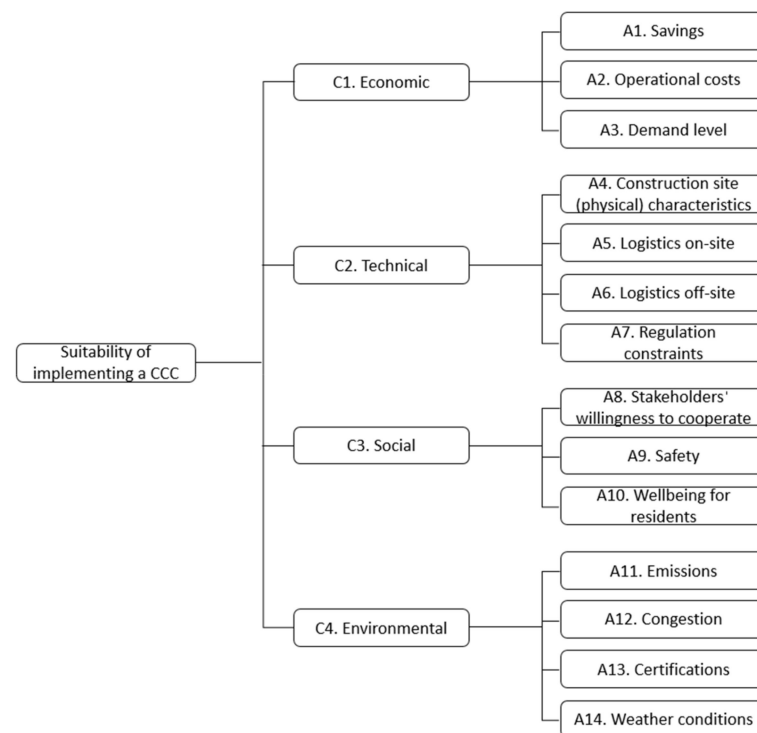 Suitability of
implementing a CCC
C1. Economic
A1. Savings
A2. Operational costs
A3. Demand level
C2. Technical
A4. Construction site
(physical) characteristics
A5. Logistics on-site
A6. Logistics off-site
A7. Regulation
constraints
C3. Social
A8. Stakeholders'
willingness to cooperate
A9. Safety
A10. Wellbeing for
residents
C4. Environmental
A11. Emissions
A12. Congestion
A13. Certifications
A14. Weather conditions